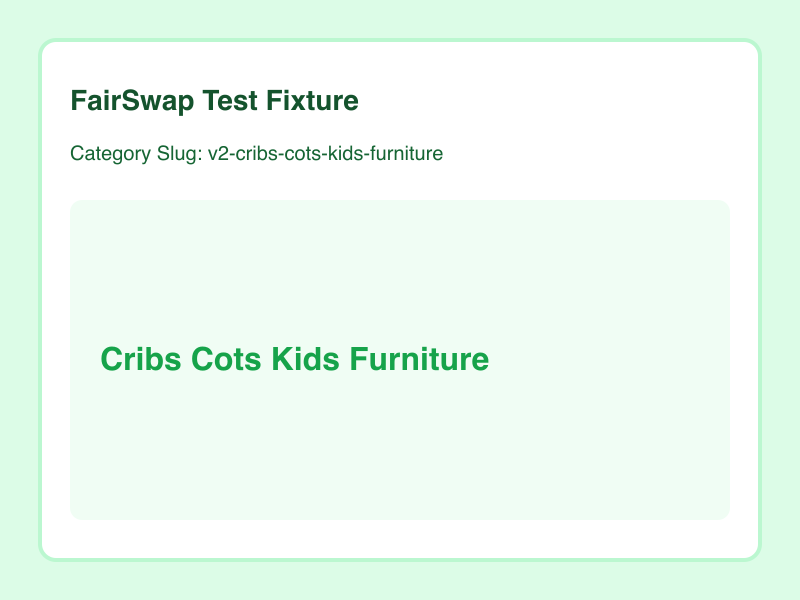 FairSwap Test Fixture
Category Slug: v2-cribs-cots-kids-furniture
Cribs Cots Kids Furniture